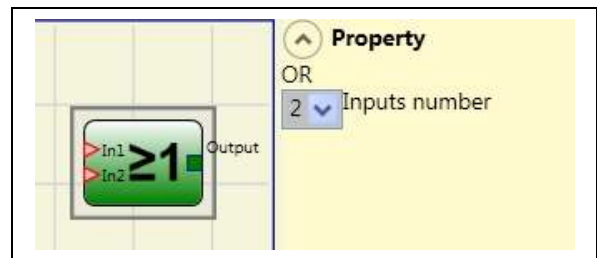 In1
In2
≥1
Output
Property
OR
2 Inputs number